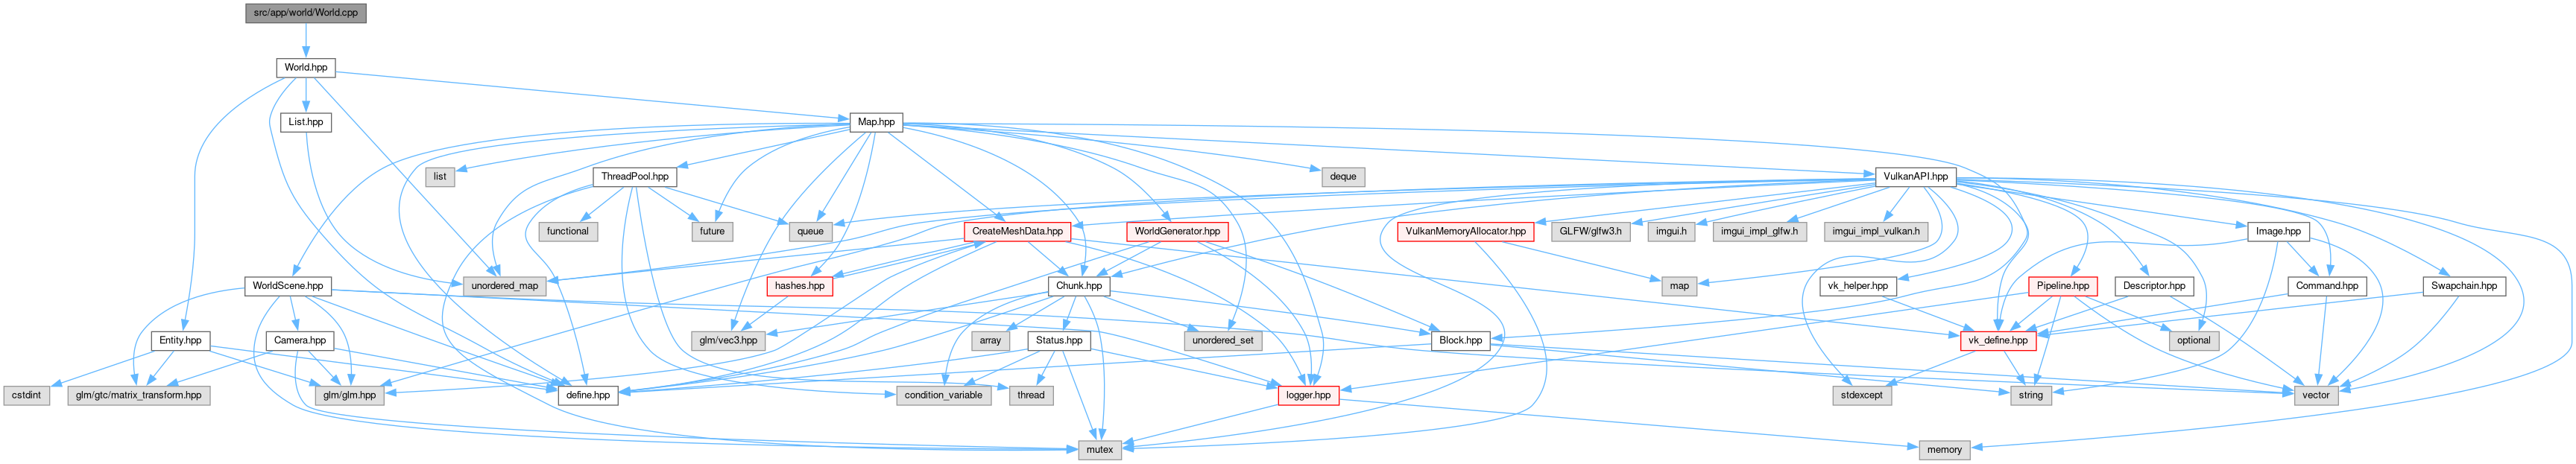 src/app/world/World.cpp
World.hpp
List.hpp
Map.hpp
list
ThreadPool.hpp
deque
VulkanAPI.hpp
functional
future
queue
CreateMeshData.hpp
WorldGenerator.hpp
VulkanMemoryAllocator.hpp
GLFW/glfw3.h
imgui.h
imgui_impl_glfw.h
imgui_impl_vulkan.h
Image.hpp
WorldScene.hpp
unordered_map
hashes.hpp
Chunk.hpp
map
vk_helper.hpp
Pipeline.hpp
Descriptor.hpp
Command.hpp
Swapchain.hpp
Entity.hpp
Camera.hpp
glm/vec3.hpp
array
Status.hpp
unordered_set
Block.hpp
vk_define.hpp
optional
cstdint
glm/gtc/matrix_transform.hpp
glm/glm.hpp
define.hpp
condition_variable
thread
logger.hpp
stdexcept
string
vector
mutex
memory